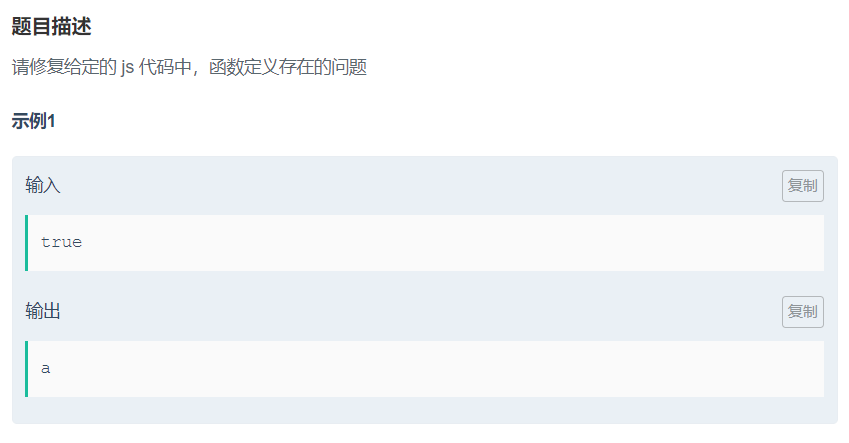 题目描述
请修复给定的 js 代码中，函数定义存在的问题
示例1
输入
复制
true
输出
复制
a